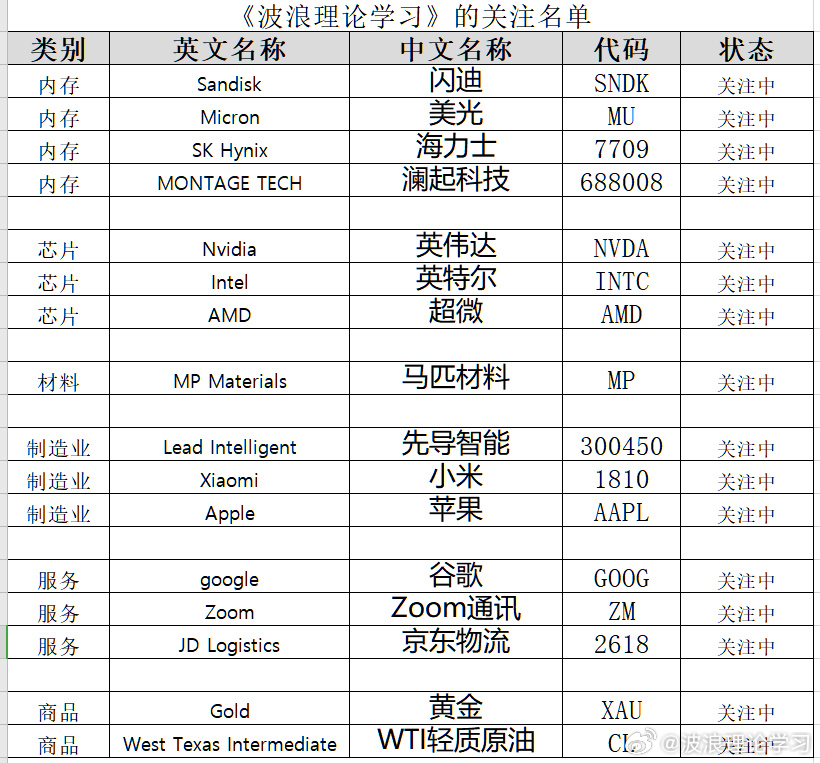 《波浪理论学习》的关注名单
类别 英文名称 中文名称 代码 状态
内存 Sandisk 闪迪 SNDK 关注中
内存 Micron 美光 MU 关注中
内存 SK Hynix 海力士 7709 关注中
内存 MONTAGE TECH 澜起科技 688008 关注中
芯片 Nvidia 英伟达 NVDA 关注中
芯片 Intel 英特尔 INTC 关注中
芯片 AMD 超微 AMD 关注中
材料 MP Materials 马匹材料 MP 关注中
制造业 Lead Intelligent 先导智能 300450 关注中
制造业 Xiaomi 小米 1810 关注中
制造业 Apple 苹果 AAPL 关注中
服务 google 谷歌 GOOG 关注中
服务 Zoom Zoom通讯 ZM 关注中
服务 JD Logistics 京东物流 2618 关注中
商品 Gold 黄金 XAU 关注中
商品 West Texas Intermediate WTI轻质原油 CL 关注中
@波浪理论学习